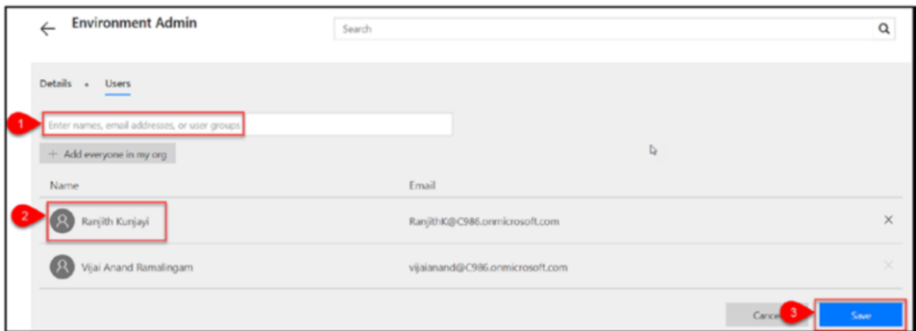 Environment Admin
Search
Details • Users
1
Enter names, email addresses, or user groups
+ Add everyone in my org
Name Email
2
Ranjith Kunjayi RanjithK@C986.onmicrosoft.com ×
Vijai Anand Ramalingam vijaianand@C986.onmicrosoft.com ×
Cance 3 Save